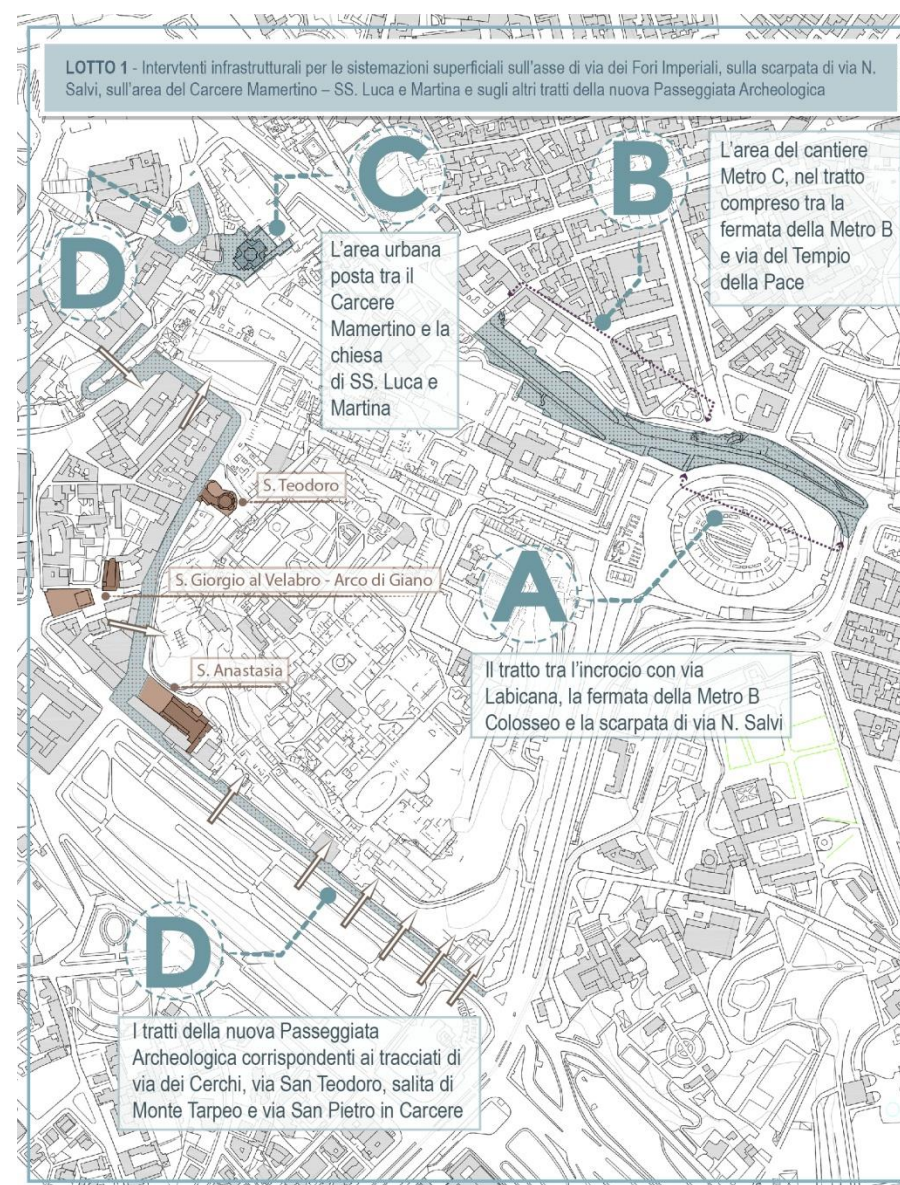 LOTTO 1 - Intervtenti infrastrutturali per le sistemazioni superficiali sull'asse di via dei Fori Imperiali, sulla scarpata di via N.
Salvi, sull'area del Carcere Mamertino – SS. Luca e Martina e sugli altri tratti della nuova Passeggiata Archeologica
C
L'area urbana
posta tra il
Carcere
Mamertino e la
chiesa
di SS. Luca e
Martina
B
L'area del cantiere
Metro C, nel tratto
compreso tra la
fermata della Metro B
e via del Tempio
della Pace
D
S. Teodoro
S. Giorgio al Velabro - Arco di Giano
S. Anastasia
A
Il tratto tra l'incrocio con via
Labicana, la fermata della Metro B
Colosseo e la scarpata di via N. Salvi
D
I tratti della nuova Passeggiata
Archeologica corrispondenti ai tracciati di
via dei Cerchi, via San Teodoro, salita di
Monte Tarpeo e via San Pietro in Carcere